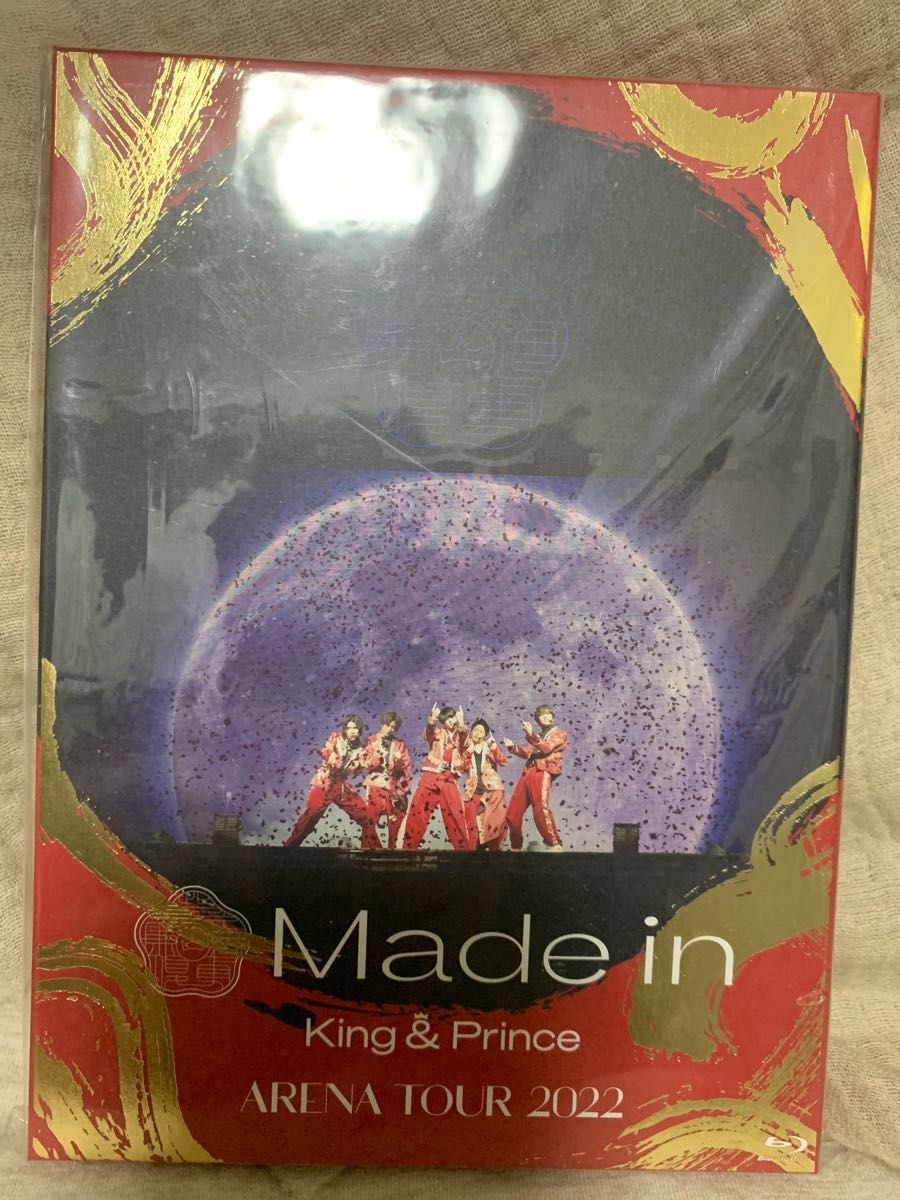 Made in
King & Prince
ARENA TOUR 2022